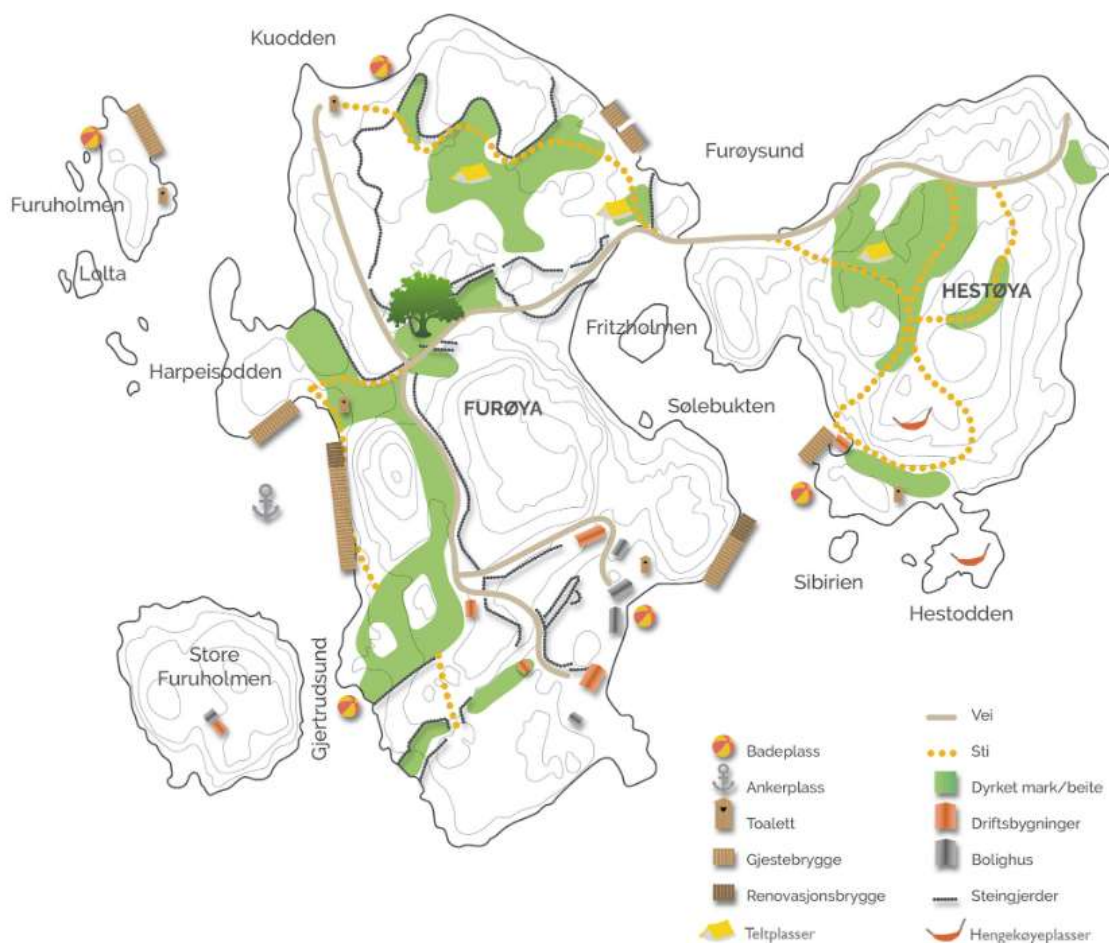 Kuodden
Furøysund
Furuholmen
Lolta
HESTØYA
Fritzholmen
Harpeisodden
FURØYA
Sølebukten
Sibirien
Hestodden
Store
Furuholmen
Gjertrudsund
Vei
Badeplass
Sti
Ankerplass
Dyrket mark/beite
Toalett
Driftsbygninger
Gjestebrygge
Bolighus
Renovasjonsbrygge
Steingjerder
Teltplasser
Hengekøyeplasser